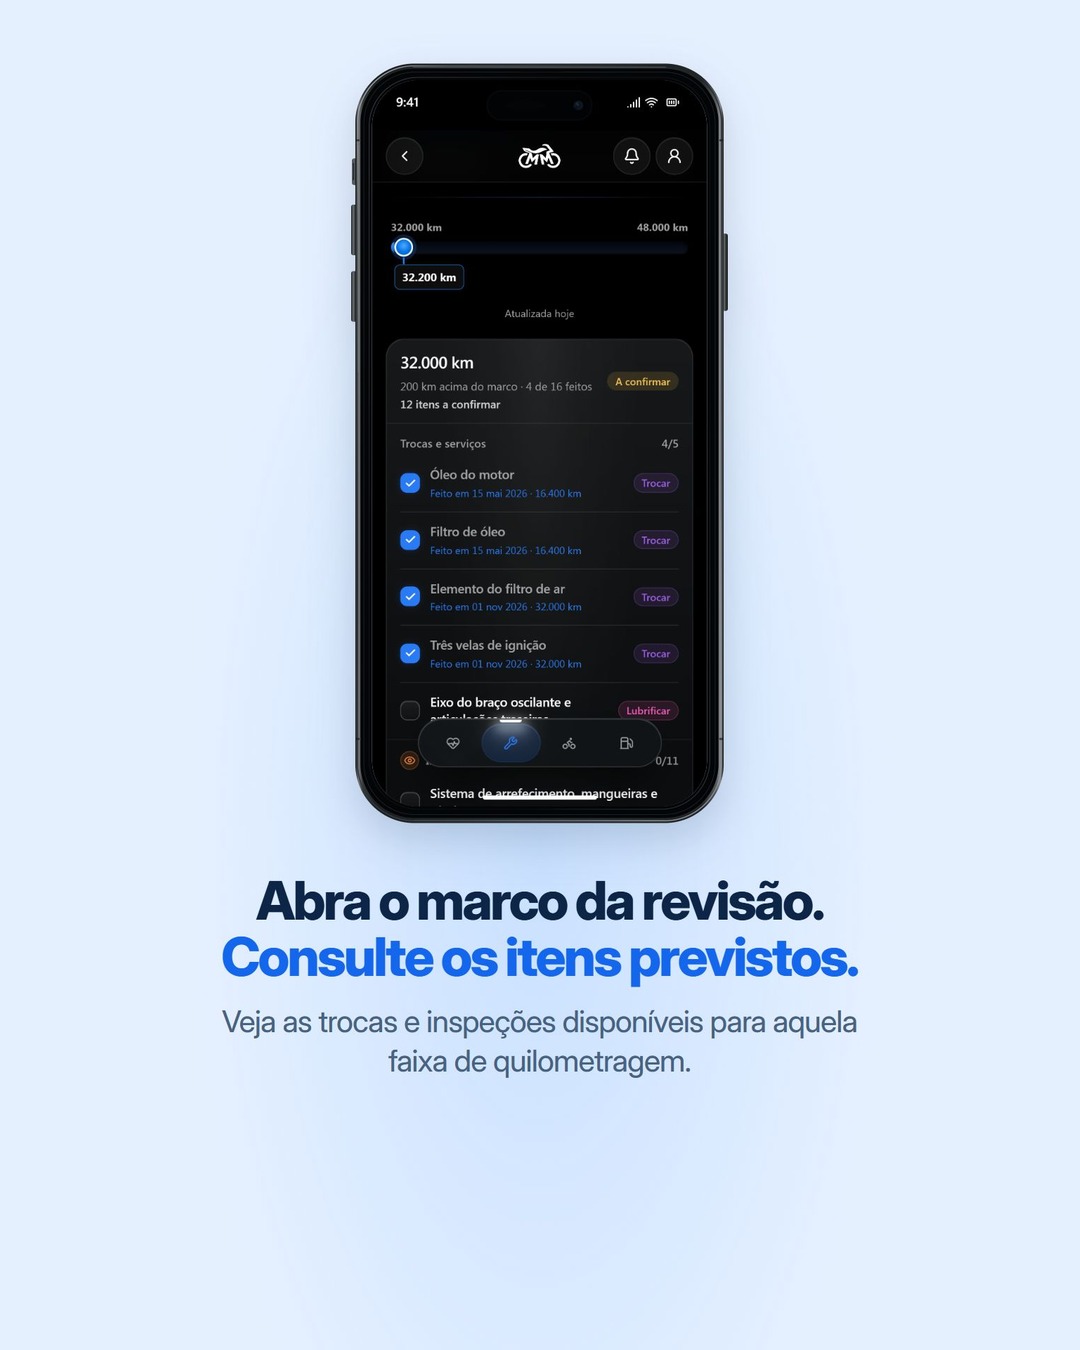 9:41
MM
32.000 km 48.000 km
32.200 km
Atualizada hoje
32.000 km
200 km acima do marco · 4 de 16 feitos
A confirmar
12 itens a confirmar
Trocas e serviços 4/5
Óleo do motor
Feito em 15 mai 2026 · 16.400 km
Trocar
Filtro de óleo
Feito em 15 mai 2026 · 16.400 km
Trocar
Elemento do filtro de ar
Feito em 01 nov 2026 · 32.000 km
Trocar
Três velas de ignição
Feito em 01 nov 2026 · 32.000 km
Trocar
Eixo do braço oscilante e
Lubrificar
0/11
Sistema de arrefecimento, mangueiras e
Abra o marco da revisão.
Consulte os itens previstos.
Veja as trocas e inspeções disponíveis para aquela
faixa de quilometragem.